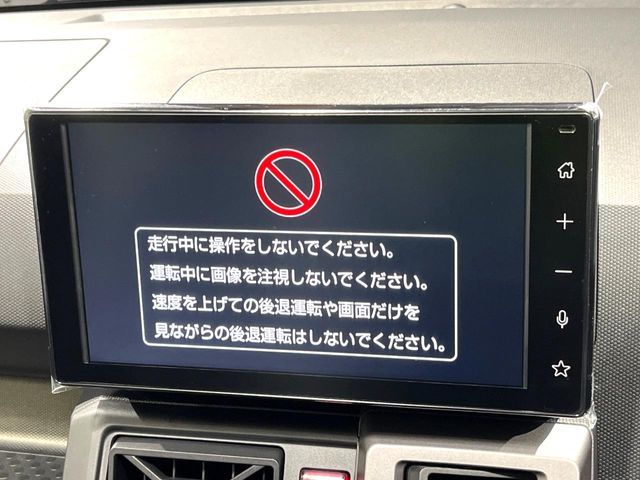 走行中に操作をしないでください。
運転中に画像を注視しないでください。
速度を上げての後退運転や画面だけを
見ながらの後退運転はしないでください。